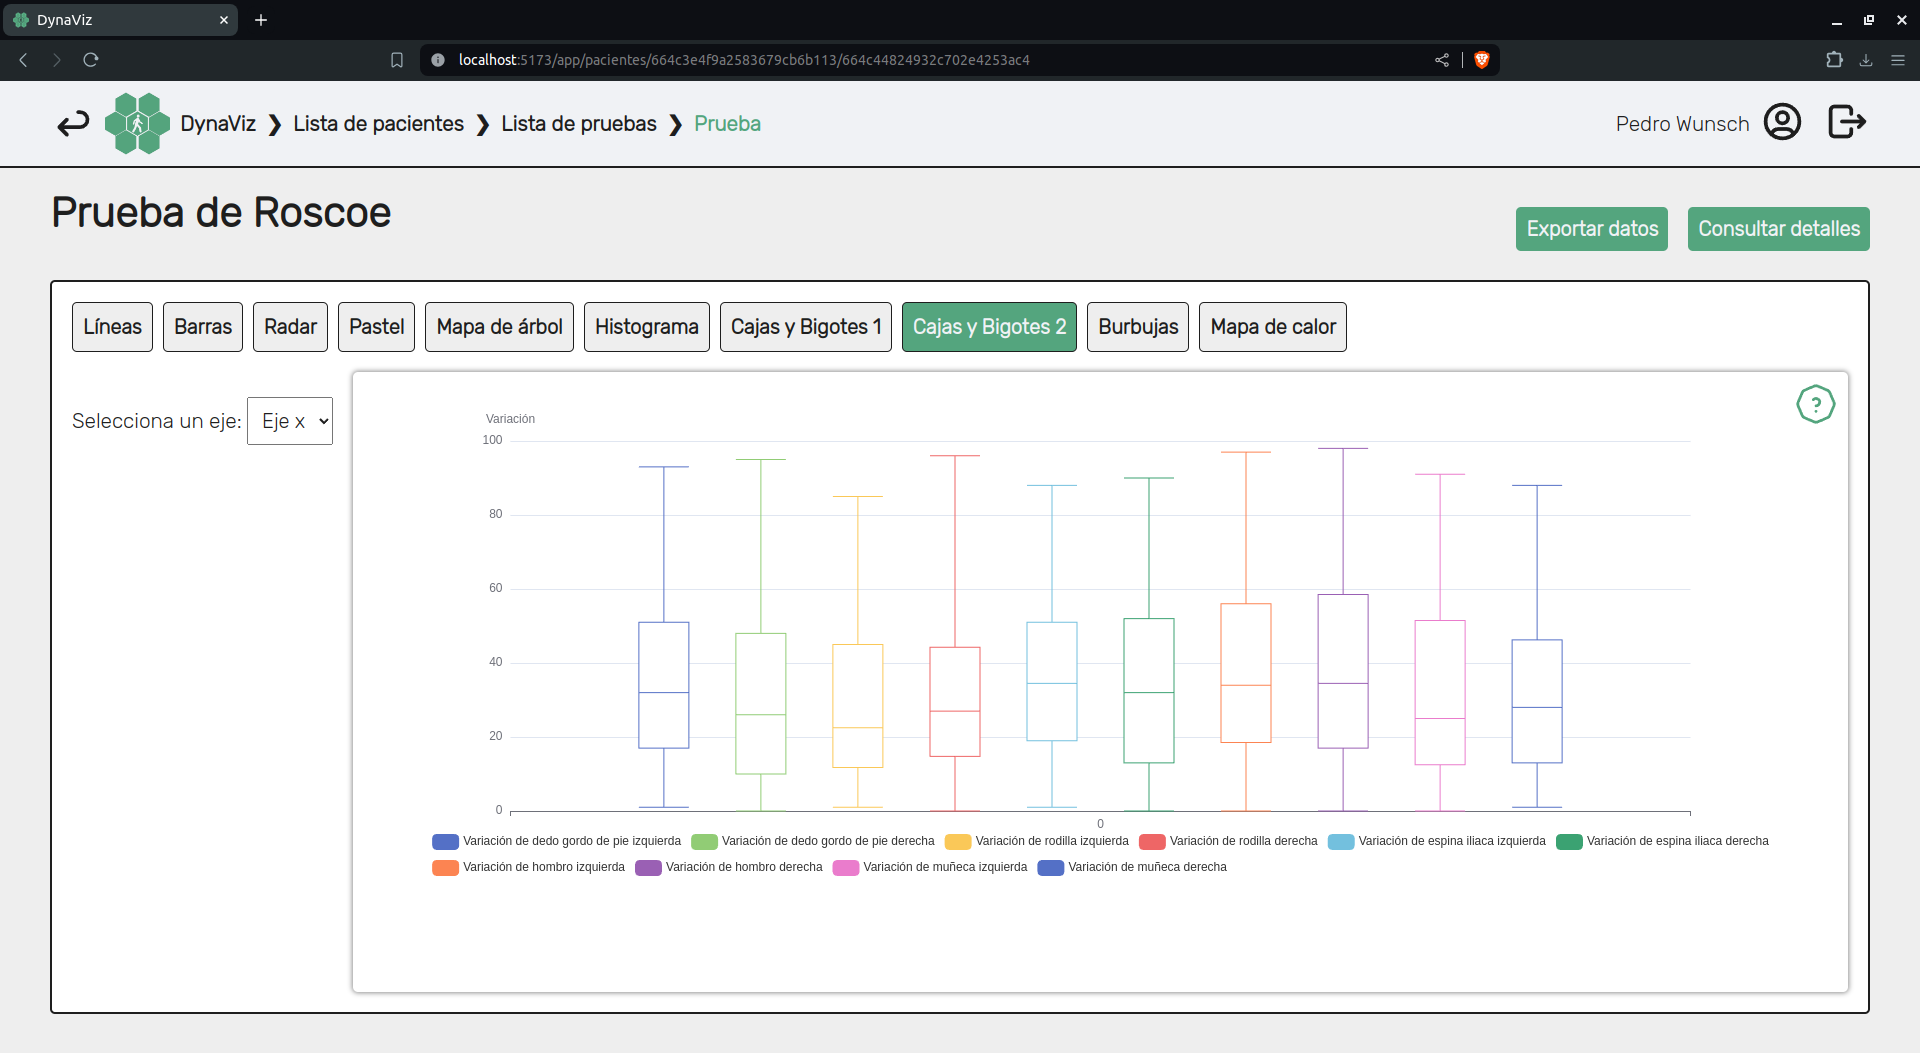 DynaViz
localhost:5173/app/pacientes/664c3e4f9a2583679cb6b113/664c44824932c702e4253ac4
DynaViz ❯ Lista de pacientes ❯ Lista de pruebas ❯ Prueba
Pedro Wunsch
Prueba de Roscoe
Exportar datos
Consultar detalles
Líneas
Barras
Radar
Pastel
Mapa de árbol
Histograma
Cajas y Bigotes 1
Cajas y Bigotes 2
Burbujas
Mapa de calor
Selecciona un eje: Eje x
?
Variación
100
80
60
40
20
0
0
Variación de dedo gordo de pie izquierda
Variación de dedo gordo de pie derecha
Variación de rodilla izquierda
Variación de rodilla derecha
Variación de espina iliaca izquierda
Variación de espina iliaca derecha
Variación de hombro izquierda
Variación de hombro derecha
Variación de muñeca izquierda
Variación de muñeca derecha